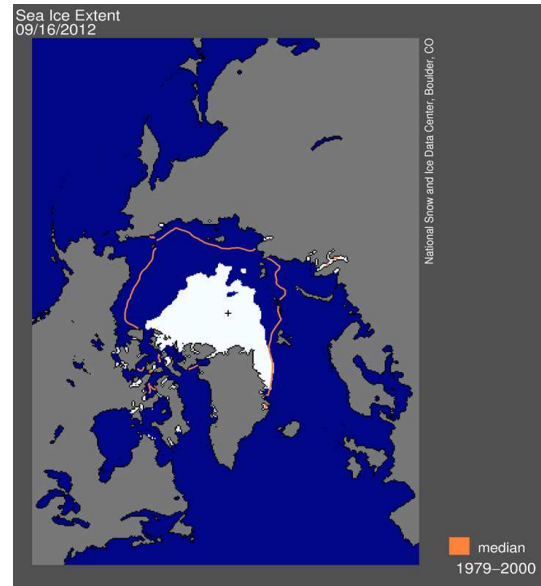 Sea Ice Extent
09/16/2012
National Snow and Ice Data Center, Boulder, CO
median
1979–2000